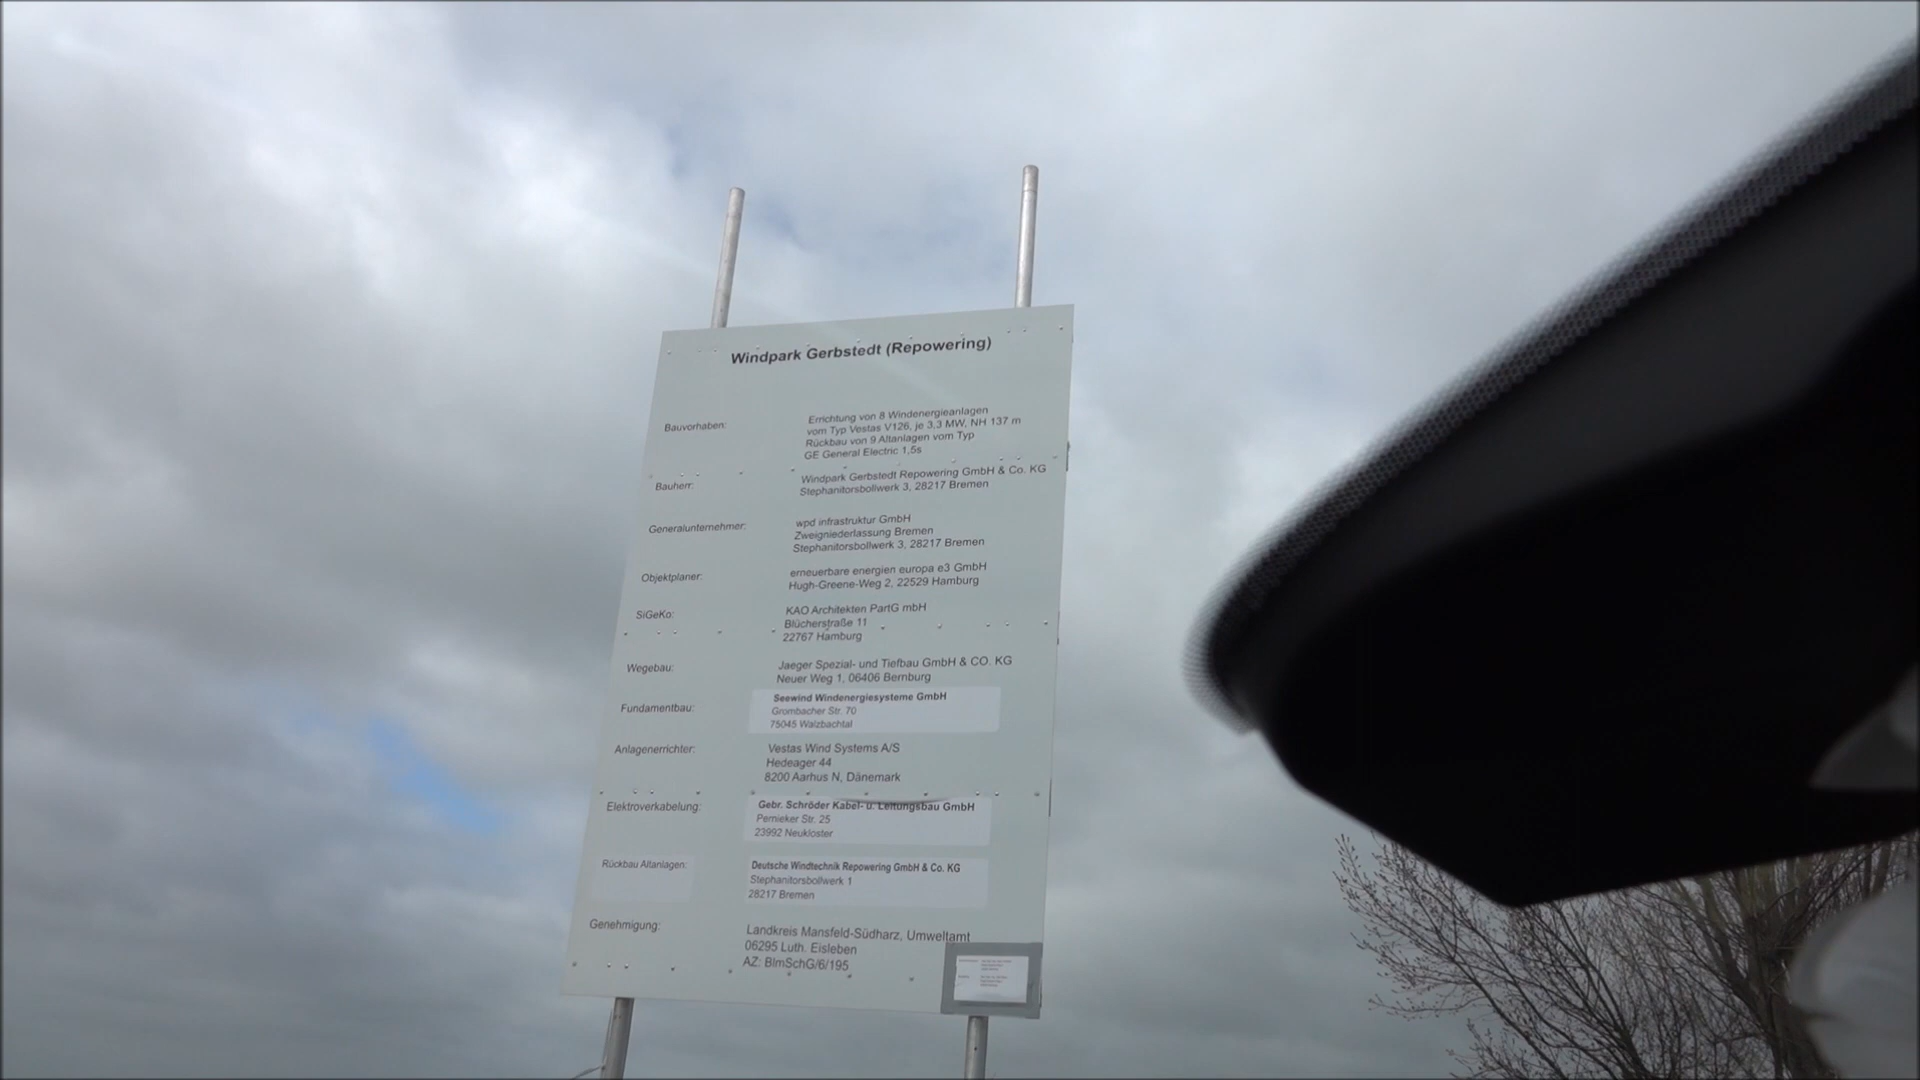 Windpark Gerbstedt (Repowering)
Bauvorhaben:
Errichtung von 8 Windenergieanlagen
vom Typ Vestas V126, je 3,3 MW, NH 137 m
Rückbau von 9 Altanlagen vom Typ
GE General Electric 1,5s
Bauherr:
Windpark Gerbstedt Repowering GmbH & Co. KG
Stephanitorsbollwerk 3, 28217 Bremen
Generalunternehmer:
wpd infrastruktur GmbH
Zweigniederlassung Bremen
Stephanitorsbollwerk 3, 28217 Bremen
Objektplaner:
erneuerbare energien europa e3 GmbH
Hugh-Greene-Weg 2, 22529 Hamburg
SiGeKo:
KAO Architekten PartG mbH
Blücherstraße 11
22767 Hamburg
Wegebau:
Jaeger Spezial- und Tiefbau GmbH & CO. KG
Neuer Weg 1, 06406 Bernburg
Fundamentbau:
Seewind Windenergiesysteme GmbH
Grombacher Str. 70
75045 Walzbachtal
Anlagenerrichter:
Vestas Wind Systems A/S
Hedeager 44
8200 Aarhus N, Dänemark
Elektroverkabelung:
Gebr. Schröder Kabel- u. Leitungsbau GmbH
Pernieker Str. 25
23992 Neukloster
Rückbau Altanlagen:
Deutsche Windtechnik Repowering GmbH & Co. KG
Stephanitorsbollwerk 1
28217 Bremen
Genehmigung:
Landkreis Mansfeld-Südharz, Umweltamt
06295 Luth. Eisleben
AZ: BImSchG/6/195